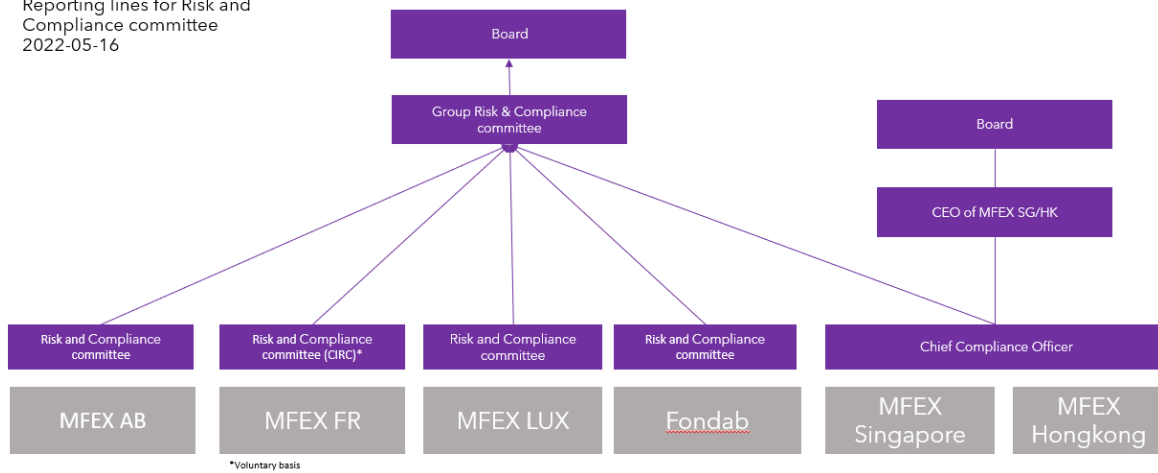 Reporting lines for Risk and
Compliance committee
2022-05-16
Board
Group Risk & Compliance
committee
Board
CEO of MFEX SG/HK
Risk and Compliance
committee
Risk and Compliance
committee (CIRC)*
Risk and Compliance
committee
Risk and Compliance
committee
Chief Compliance Officer
MFEX AB
MFEX FR
MFEX LUX
Fondab
MFEX
Singapore
MFEX
Hongkong
*Voluntary basis